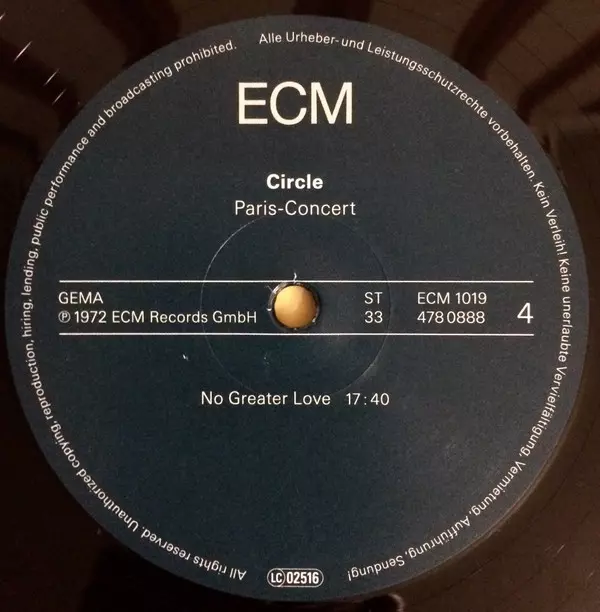 ECM
Circle
Paris-Concert
GEMA
℗ 1972 ECM Records GmbH
ST
33
ECM 1019
478 0888
4
No Greater Love 17:40
All rights reserved. Unauthorized copying, reproduction, hiring, lending, public performance and broadcasting prohibited.
Alle Urheber- und Leistungsschutzrechte vorbehalten. Kein Verleih! Keine unerlaubte Vervielfältigung, Vermietung, Aufführung, Sendung!
LC 02516